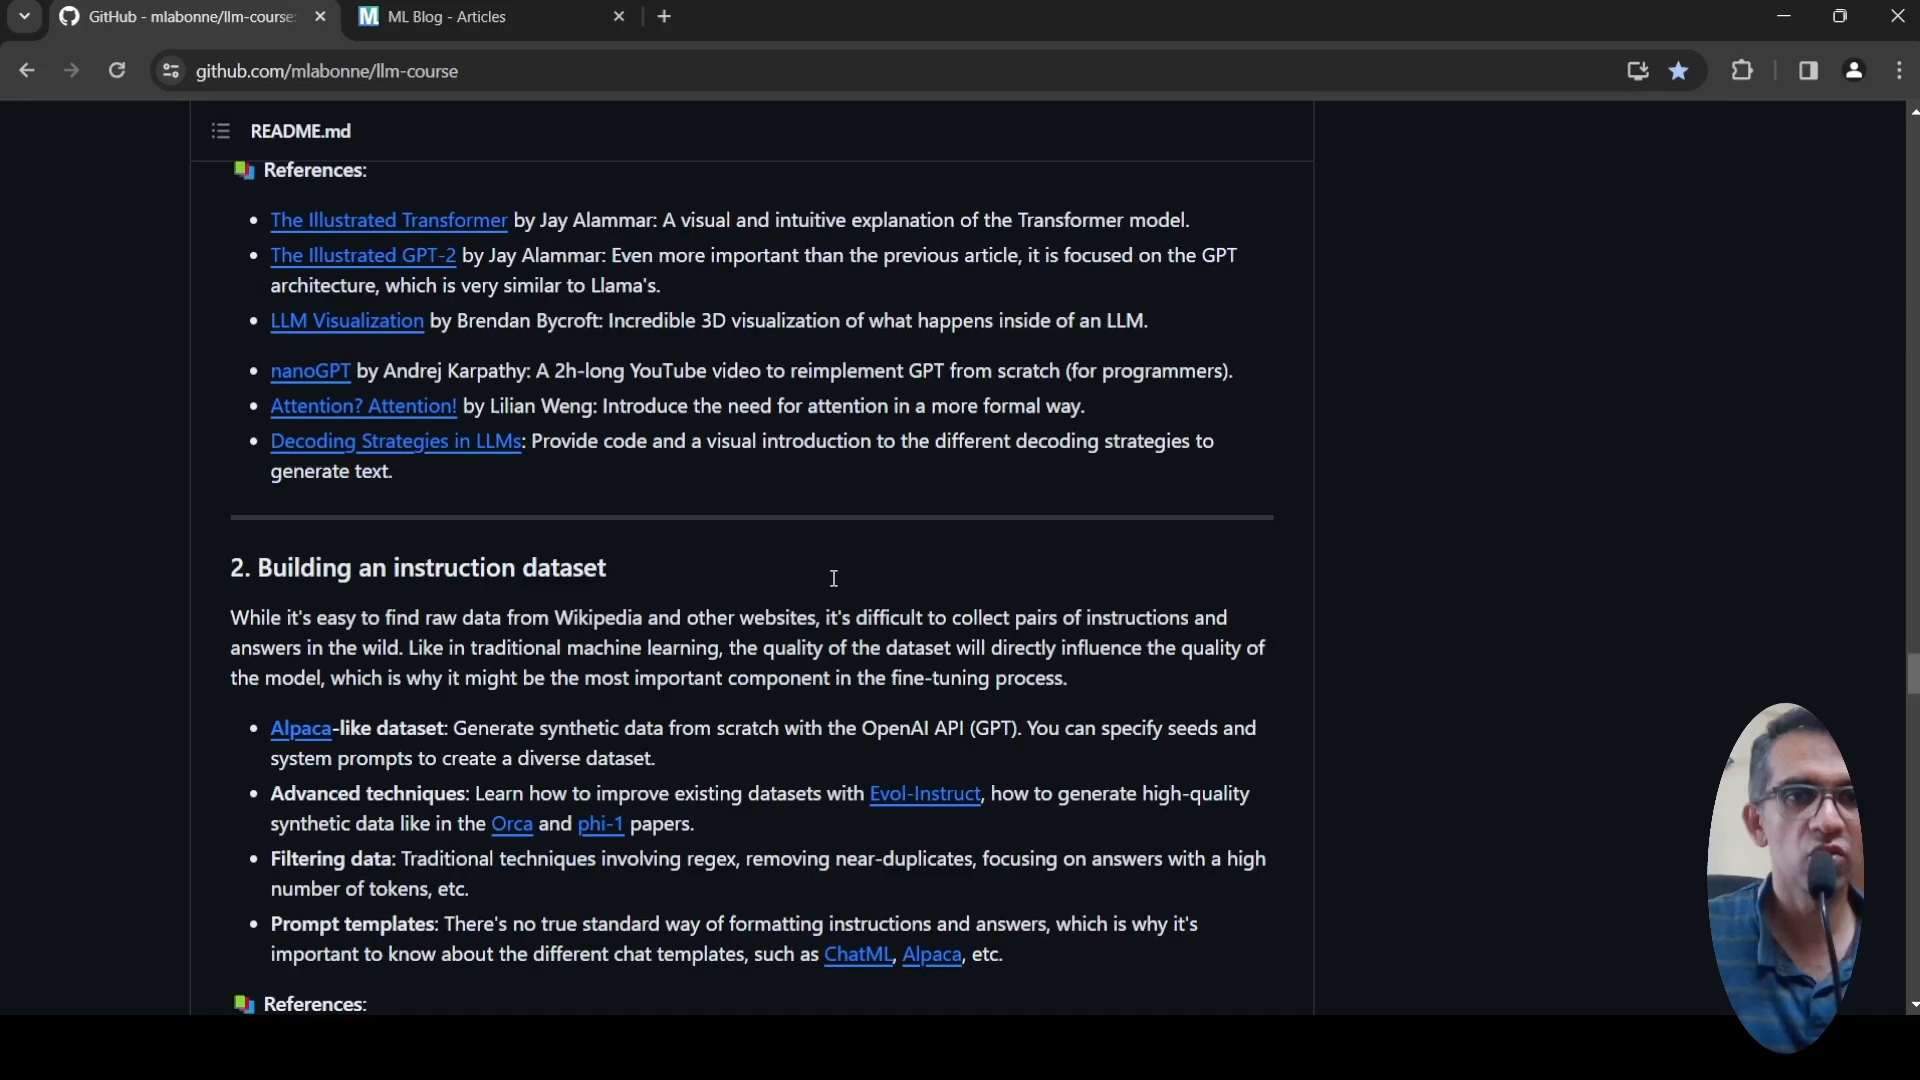 GitHub - mlabonne/llm-course:
ML Blog - Articles
github.com/mlabonne/llm-course
README.md
References:
• The Illustrated Transformer by Jay Alammar: A visual and intuitive explanation of the Transformer model.
• The Illustrated GPT-2 by Jay Alammar: Even more important than the previous article, it is focused on the GPT
architecture, which is very similar to Llama's.
• LLM Visualization by Brendan Bycroft: Incredible 3D visualization of what happens inside of an LLM.
• nanoGPT by Andrej Karpathy: A 2h-long YouTube video to reimplement GPT from scratch (for programmers).
• Attention? Attention! by Lilian Weng: Introduce the need for attention in a more formal way.
• Decoding Strategies in LLMs: Provide code and a visual introduction to the different decoding strategies to
generate text.
2. Building an instruction dataset
While it's easy to find raw data from Wikipedia and other websites, it's difficult to collect pairs of instructions and
answers in the wild. Like in traditional machine learning, the quality of the dataset will directly influence the quality of
the model, which is why it might be the most important component in the fine-tuning process.
• Alpaca-like dataset: Generate synthetic data from scratch with the OpenAI API (GPT). You can specify seeds and
system prompts to create a diverse dataset.
• Advanced techniques: Learn how to improve existing datasets with Evol-Instruct, how to generate high-quality
synthetic data like in the Orca and phi-1 papers.
• Filtering data: Traditional techniques involving regex, removing near-duplicates, focusing on answers with a high
number of tokens, etc.
• Prompt templates: There's no true standard way of formatting instructions and answers, which is why it's
important to know about the different chat templates, such as ChatML, Alpaca, etc.
References: